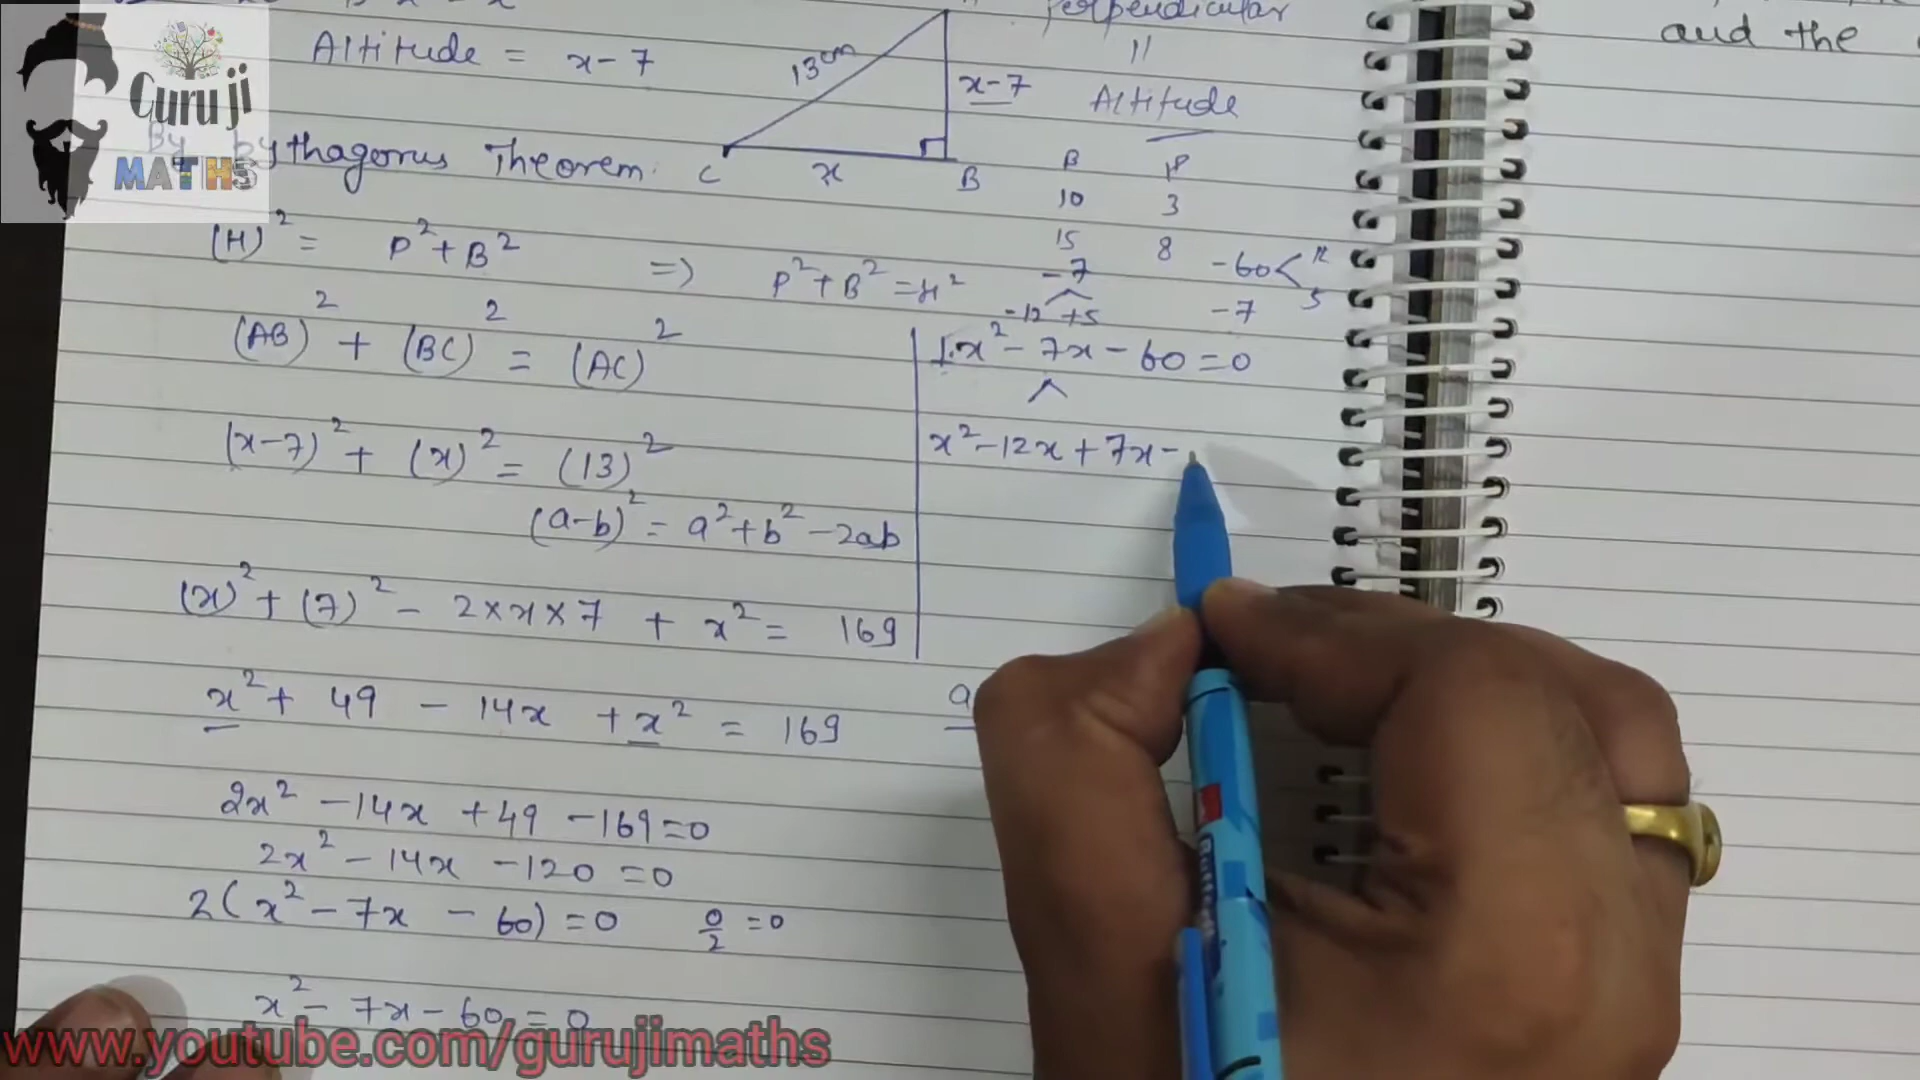 Altitude = x-7
Guruji
MATHS
By Pythagorus Theorem.
13cm
x-7
x
C
B
Perpendicular
||
Altitude
B P
10 3
15 8
(H)² = P²+B² => P²+B²=H²
(AB)² + (BC)² = (AC)²
(x-7)² + (x)² = (13)²
(a-b)² = a²+b²-2ab
(x)²+(7)²- 2×x×7 + x² = 169
x²+ 49 - 14x +x² = 169
2x² -14x +49 -169=0
2x² -14x -120 =0
2(x²-7x -60)=0 0/2 =0
x²-7x-60=0
-7
-12 +5
-60< 12
5
-7
1.x²-7x-60=0
x²-12x+7x-
a
and the
www.youtube.com/gurujimaths